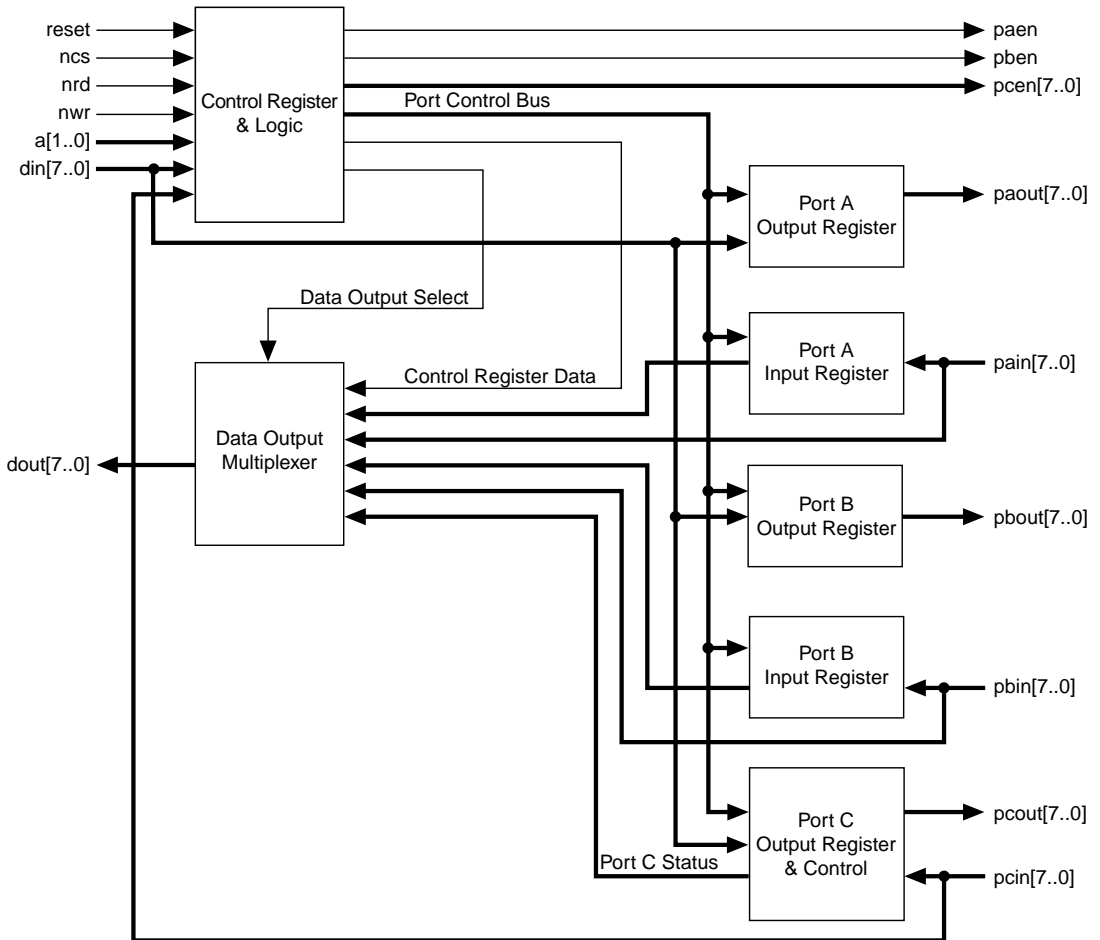 reset
ncs
nrd
nwr
a[1..0]
din[7..0]
Control Register
& Logic
paen
pben
pcen[7..0]
Port Control Bus
Port A
Output Register
paout[7..0]
Data Output Select
Port A
Input Register
pain[7..0]
Control Register Data
Data Output
Multiplexer
dout[7..0]
Port B
Output Register
pbout[7..0]
Port B
Input Register
pbin[7..0]
Port C
Output Register
& Control
pcout[7..0]
Port C Status
pcin[7..0]